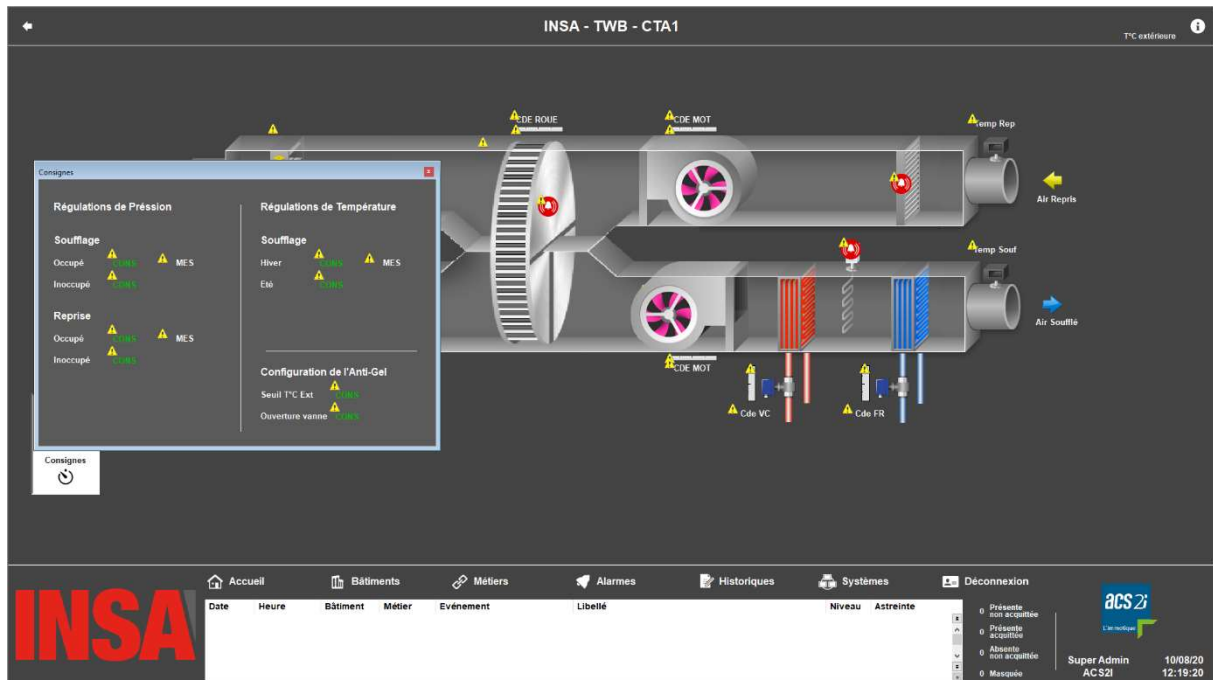 INSA - TWB - CTA1
T°C extérieure
CDE ROUE
CDE MOT
Temp Rep
Air Repris
Consignes
Régulations de Préssion
Régulations de Température
Soufflage
Soufflage
Occupé CONS MES
Hiver CONS MES
Inoccupé CONS
Eté CONS
Temp Souf
Air Soufflé
Reprise
Occupé CONS MES
Inoccupé CONS
Configuration de l'Anti-Gel
Seuil T°C Ext CONS
Ouverture vanne CONS
CDE MOT
Cde VC
Cde FR
Consignes
Accueil Bâtiments Métiers Alarmes Historiques Systèmes Déconnexion
Date Heure Bâtiment Métier Evénement Libellé Niveau Astreinte
0 Présente non acquittée
0 Présente acquittée
0 Absente non acquittée
0 Masquée
INSA
acs2i
L'immotique
Super Admin 10/08/20
ACS2I 12:19:20